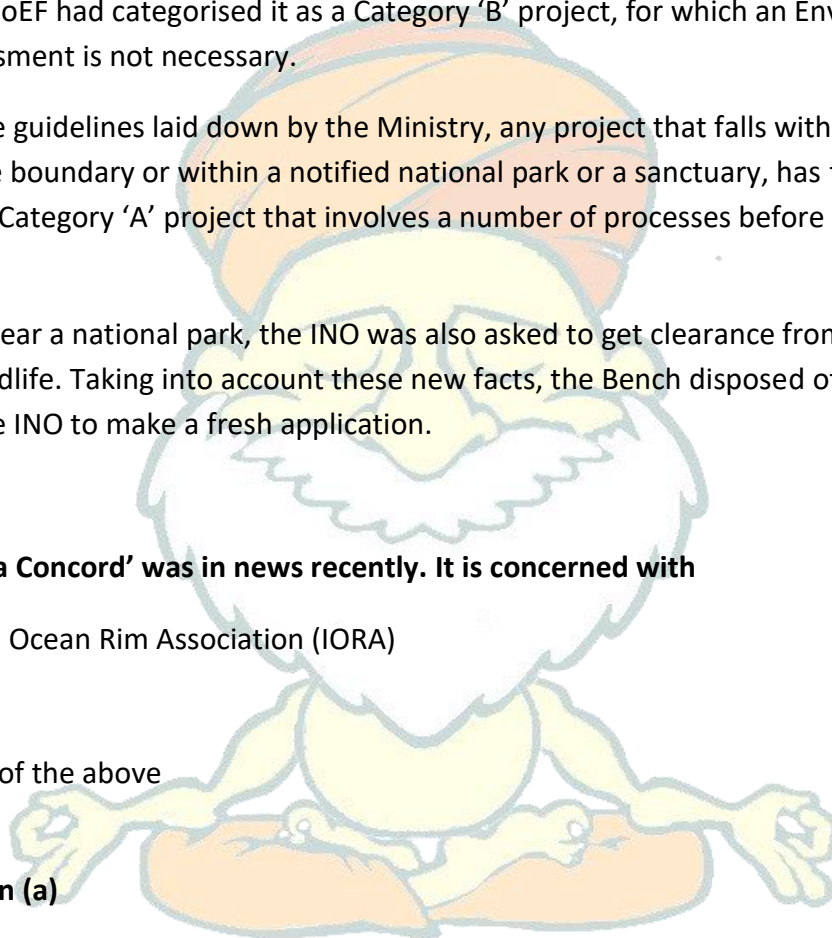 oEF had categorised it as a Category ‘B’ project, for which an Env
sment is not necessary.
e guidelines laid down by the Ministry, any project that falls with
e boundary or within a notified national park or a sanctuary, has
Category ‘A’ project that involves a number of processes before
ear a national park, the INO was also asked to get clearance from
dlife. Taking into account these new facts, the Bench disposed of
e INO to make a fresh application.
a Concord’ was in news recently. It is concerned with
Ocean Rim Association (IORA)
of the above
n (a)